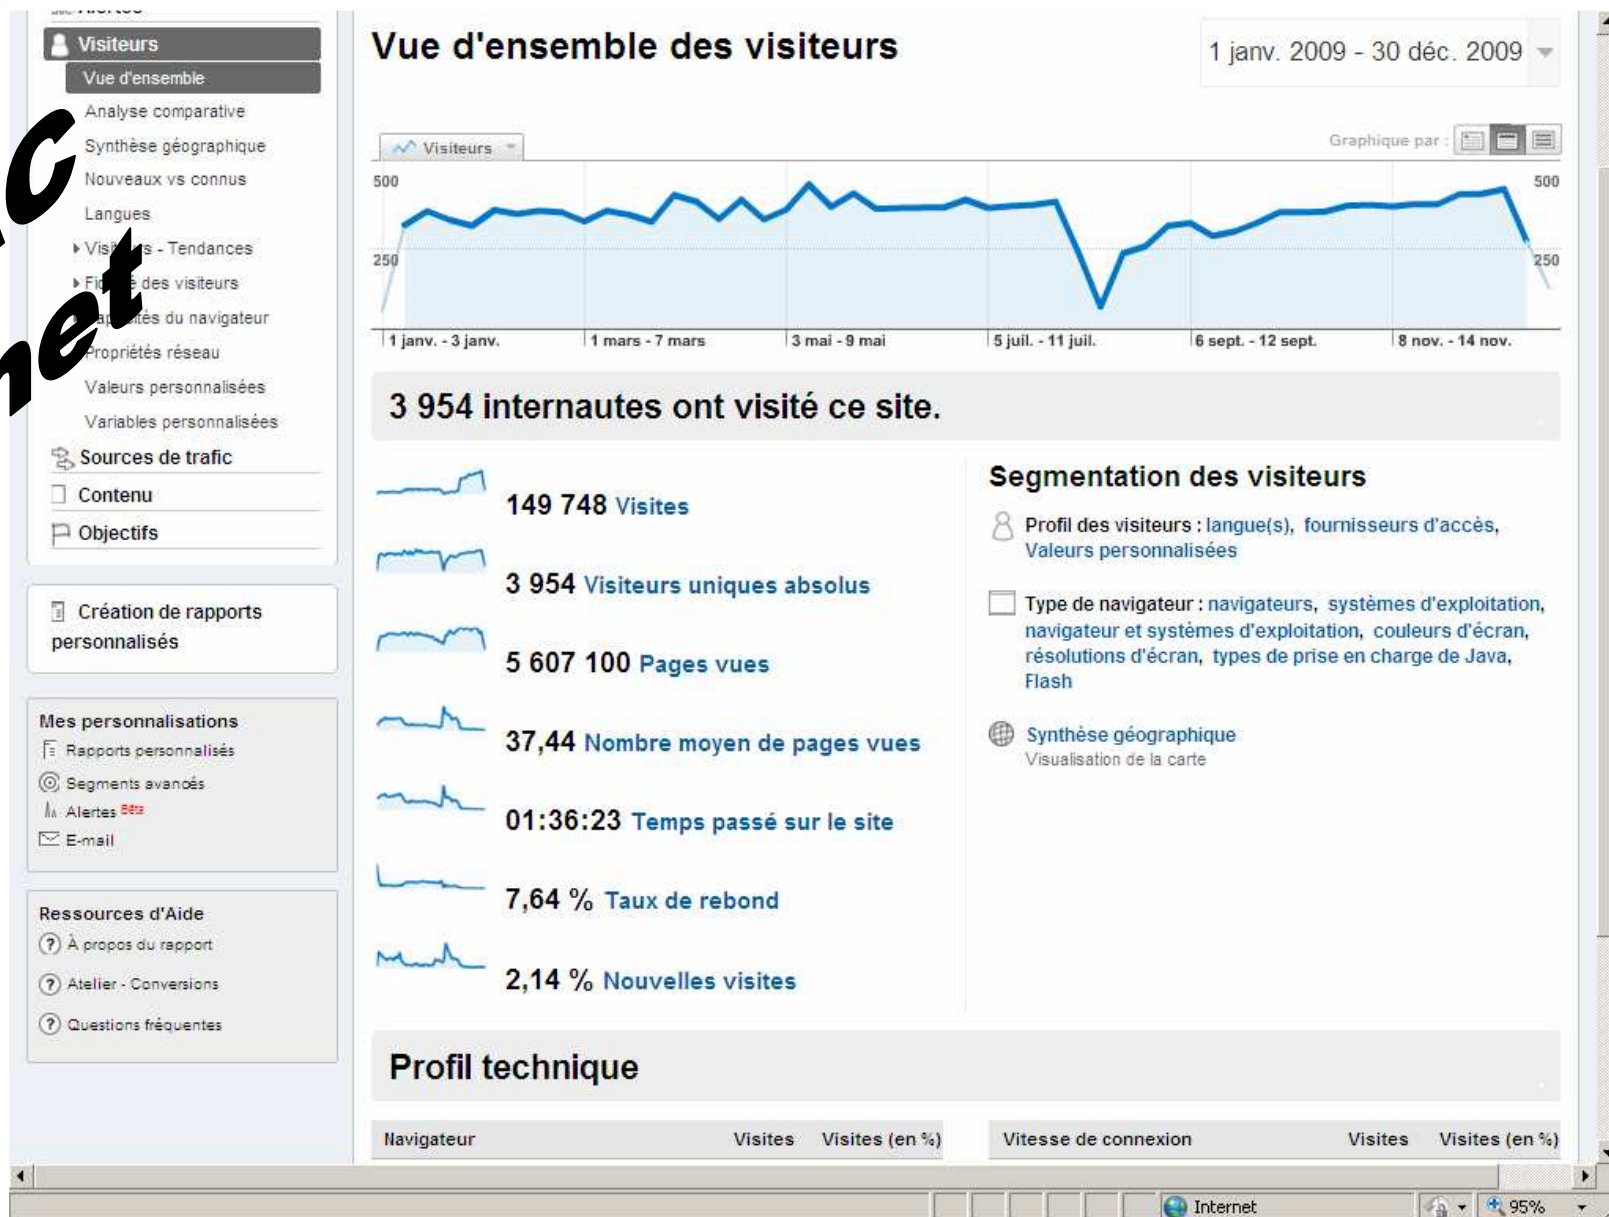 Visiteurs
Vue d'ensemble
Analyse comparative
Synthèse géographique
Nouveaux vs connus
Langues
- Tendances
des visiteurs
du navigateur
Propriétés réseau
Valeurs personnalisées
Variables personnalisées
Sources de trafic
Contenu
Objectifs
Création de rapports
personnalisés
Mes personnalisations
Rapports personnalisés
Segments avancés
Alertes Bêta
E-mail
Ressources d'Aide
À propos du rapport
Atelier - Conversions
Questions fréquentes
net
Vue d'ensemble des visiteurs
1 janv. 2009 - 30 déc. 2009
Visiteurs
Graphique par :
500 500
250 250
1 janv. - 3 janv. 1 mars - 7 mars 3 mai - 9 mai 5 juil. - 11 juil. 6 sept. - 12 sept. 8 nov. - 14 nov.
3 954 internautes ont visité ce site.
149 748 Visites
3 954 Visiteurs uniques absolus
5 607 100 Pages vues
37,44 Nombre moyen de pages vues
01:36:23 Temps passé sur le site
7,64 % Taux de rebond
2,14 % Nouvelles visites
Segmentation des visiteurs
Profil des visiteurs : langue(s), fournisseurs d'accès,
Valeurs personnalisées
Type de navigateur : navigateurs, systèmes d'exploitation,
navigateur et systèmes d'exploitation, couleurs d'écran,
résolutions d'écran, types de prise en charge de Java,
Flash
Synthèse géographique
Visualisation de la carte
Profil technique
Navigateur Visites Visites (en %)
Vitesse de connexion Visites Visites (en %)
Internet
95%